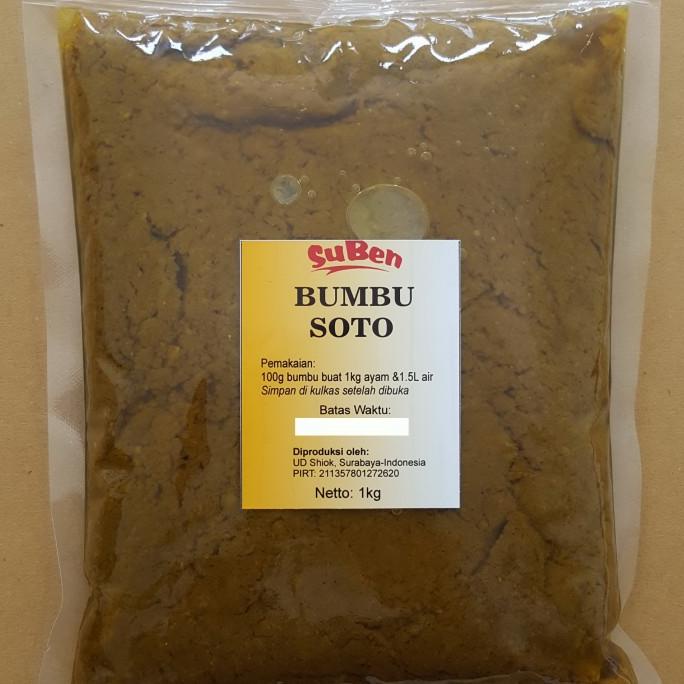 SuBen
BUMBU
SOTO
Pemakaian:
100g bumbu buat 1kg ayam &1.5L air
Simpan di kulkas setelah dibuka
Batas Waktu:
Diproduksi oleh:
UD Shiok, Surabaya-Indonesia
PIRT: 211357801272620
Netto: 1kg